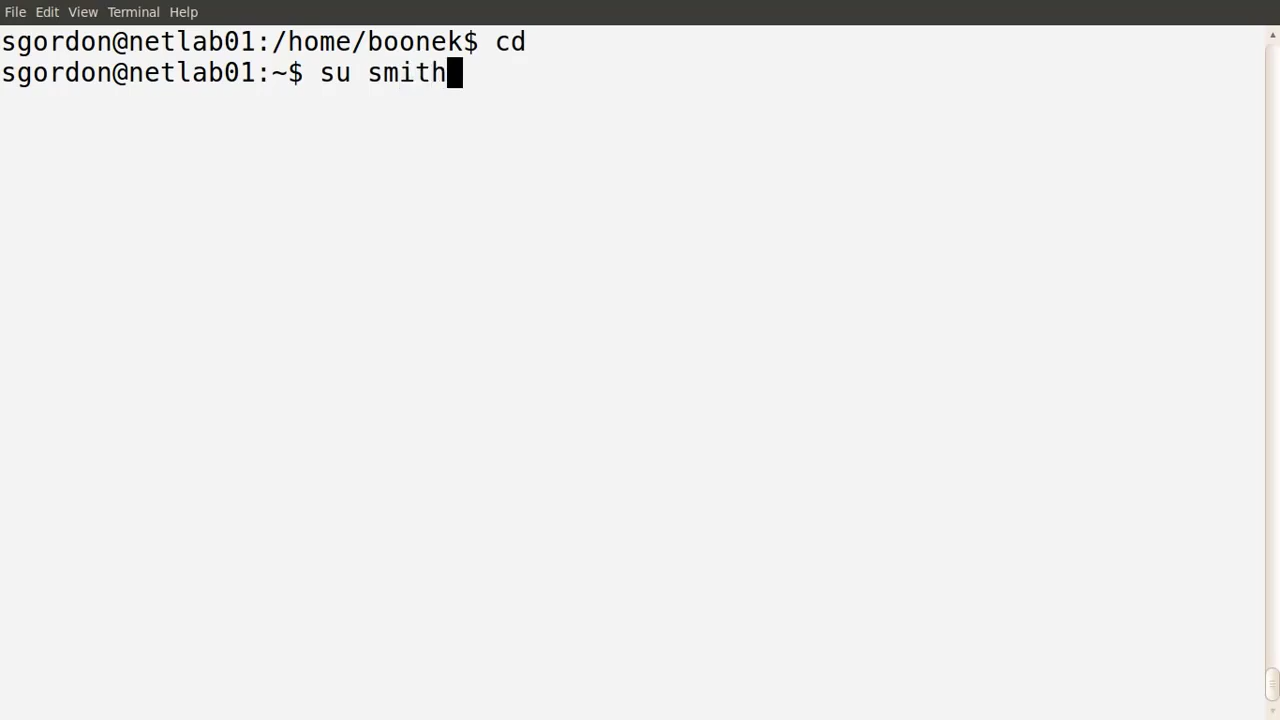 File Edit View Terminal Help
sgordon@netlab01:/home/boonek$ cd
sgordon@netlab01:~$ su smith